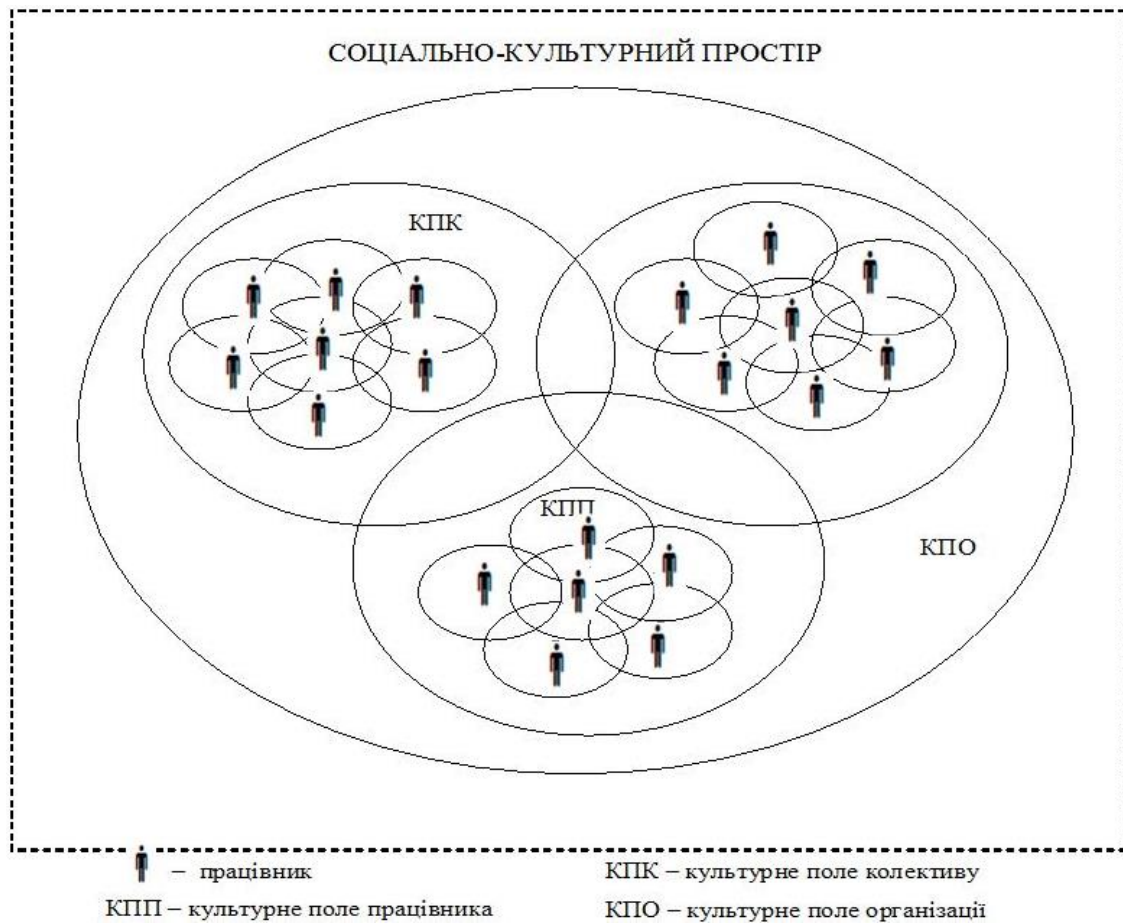 СОЦІАЛЬНО-КУЛЬТУРНИЙ ПРОСТІР
КПК
КПП
КПО
– працівник
КПК – культурне поле колективу
КПП – культурне поле працівника
КПО – культурне поле організації